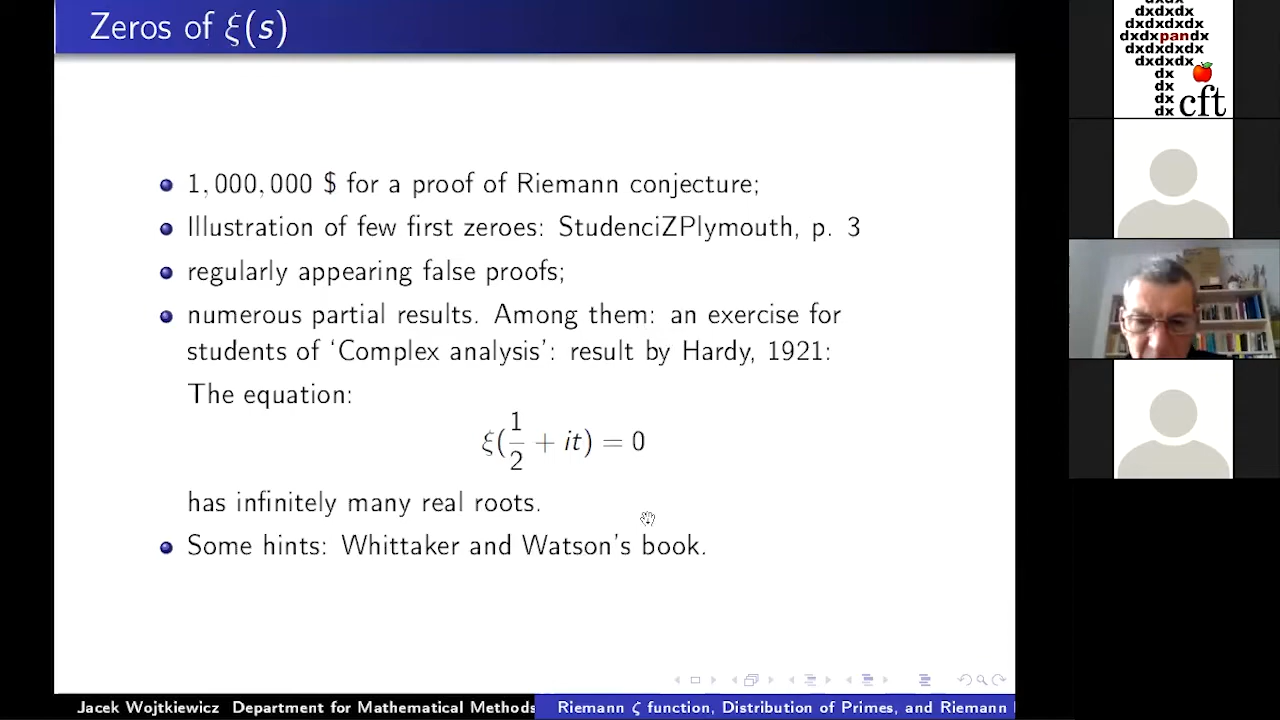 Zeros of ξ(s)
1,000,000 $ for a proof of Riemann conjecture;
Illustration of few first zeroes: StudenciZPlymouth, p. 3
regularly appearing false proofs;
numerous partial results. Among them: an exercise for
students of ‘Complex analysis’: result by Hardy, 1921:
The equation:
ξ(1/2 + it) = 0
has infinitely many real roots.
Some hints: Whittaker and Watson’s book.
Jacek Wojtkiewicz Department for Mathematical Methods
Riemann ζ function, Distribution of Primes, and Riemann
dxdxdx
dxdxdxdx
dxdxpandx
dxdxdxdx
dxdxdx
dx
dx
dx
dx
cft